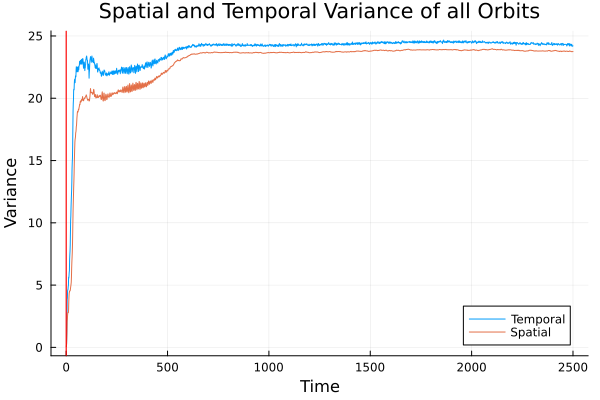 Spatial and Temporal Variance of all Orbits
25
20
15
10
5
0
Variance
0 500 1000 1500 2000 2500
Time
Temporal
Spatial